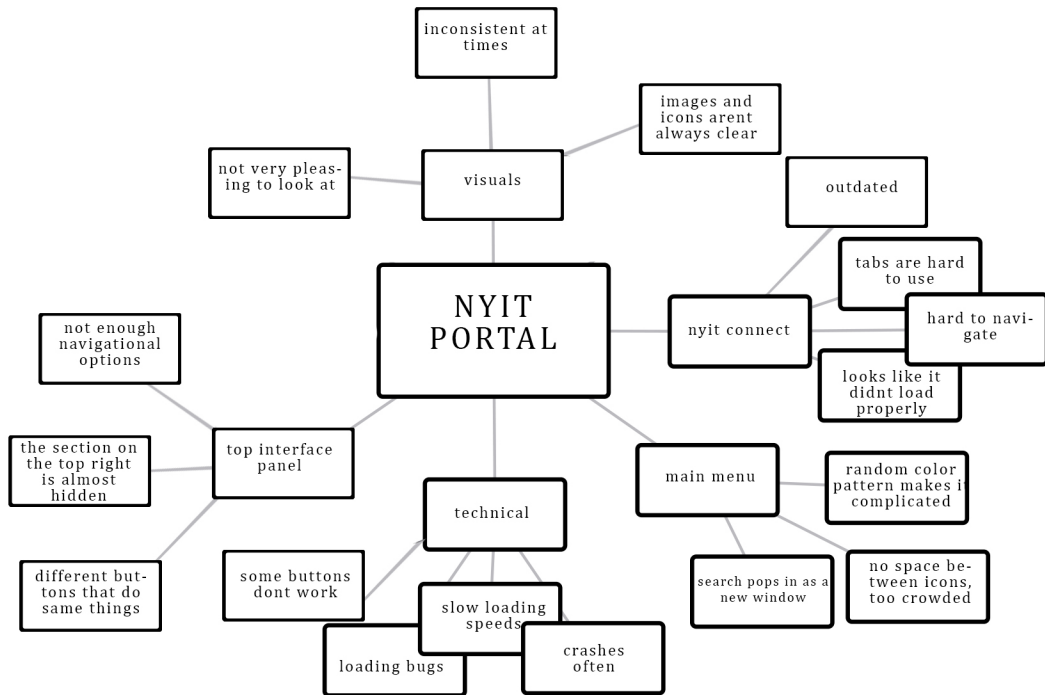 inconsistent at
times
images and
icons arent
always clear
not very pleas-
ing to look at
visuals
outdated
tabs are hard
to use
NYIT
PORTAL
nyit connect
hard to navi-
gate
looks like it
didnt load
properly
not enough
navigational
options
top interface
panel
the section on
the top right
is almost
hidden
different but-
tons that do
same things
technical
some buttons
dont work
slow loading
speeds
loading bugs
crashes
often
main menu
random color
pattern makes it
complicated
search pops in as a
new window
no space be-
tween icons,
too crowded